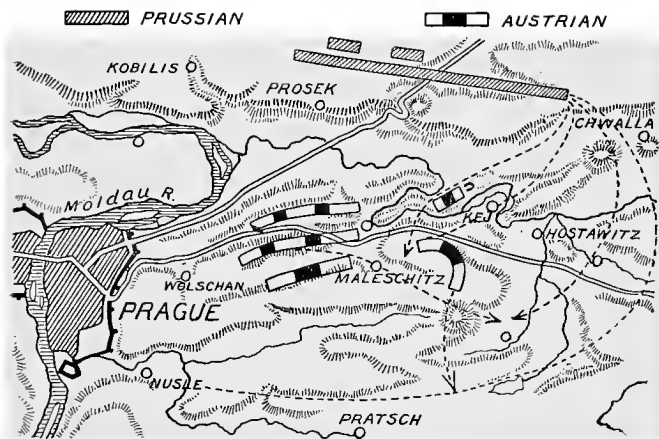 PRUSSIAN
AUSTRIAN
KOBILIS
PROSEK
CHWALLA
Moldau R.
KEJ
HOSTAWITZ
WOLSCHAN
MALESCHITZ
PRAGUE
NUSLE
PRATSCH